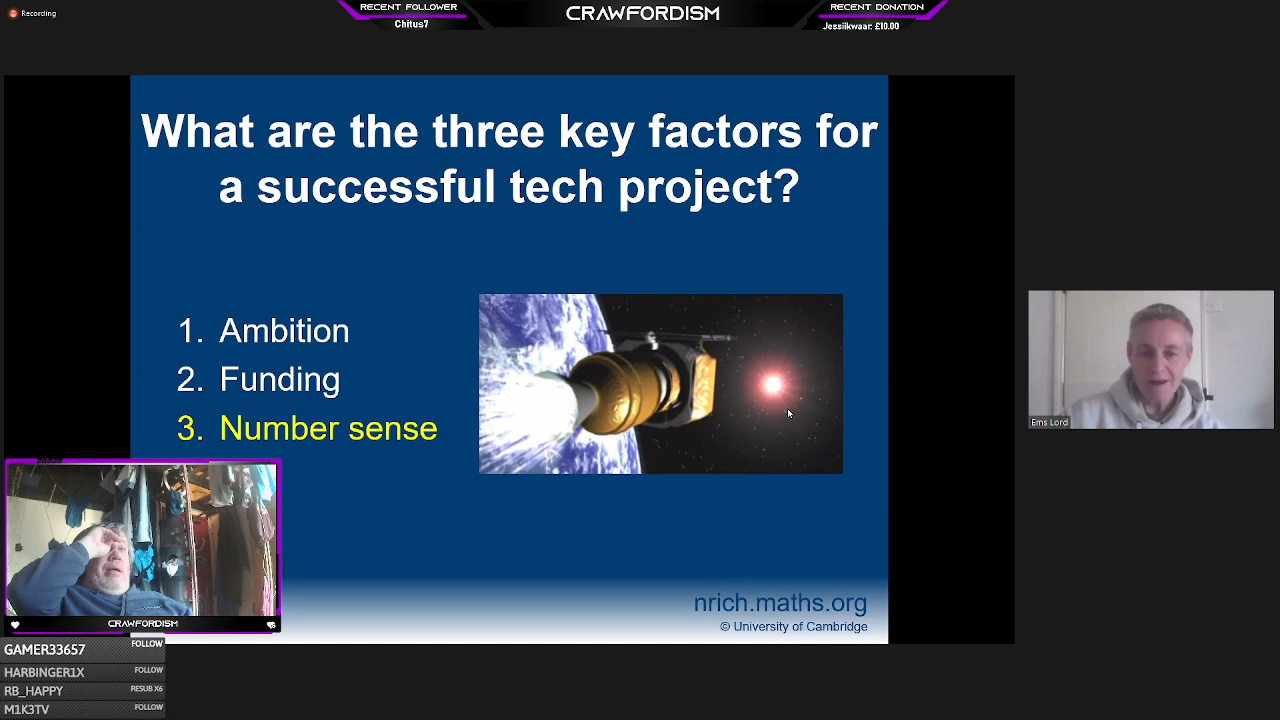 Recording
RECENT FOLLOWER
Chitus7
CRAWFORDISM
RECENT DONATION
Jessiikwaar: £10.00
What are the three key factors for
a successful tech project?
1. Ambition
2. Funding
3. Number sense
Ems Lord
nrich.maths.org
© University of Cambridge
CRAWFORDISM
GAMER33657 FOLLOW
HARBINGER1X FOLLOW
RB_HAPPY RESUB X6
M1K3TV FOLLOW